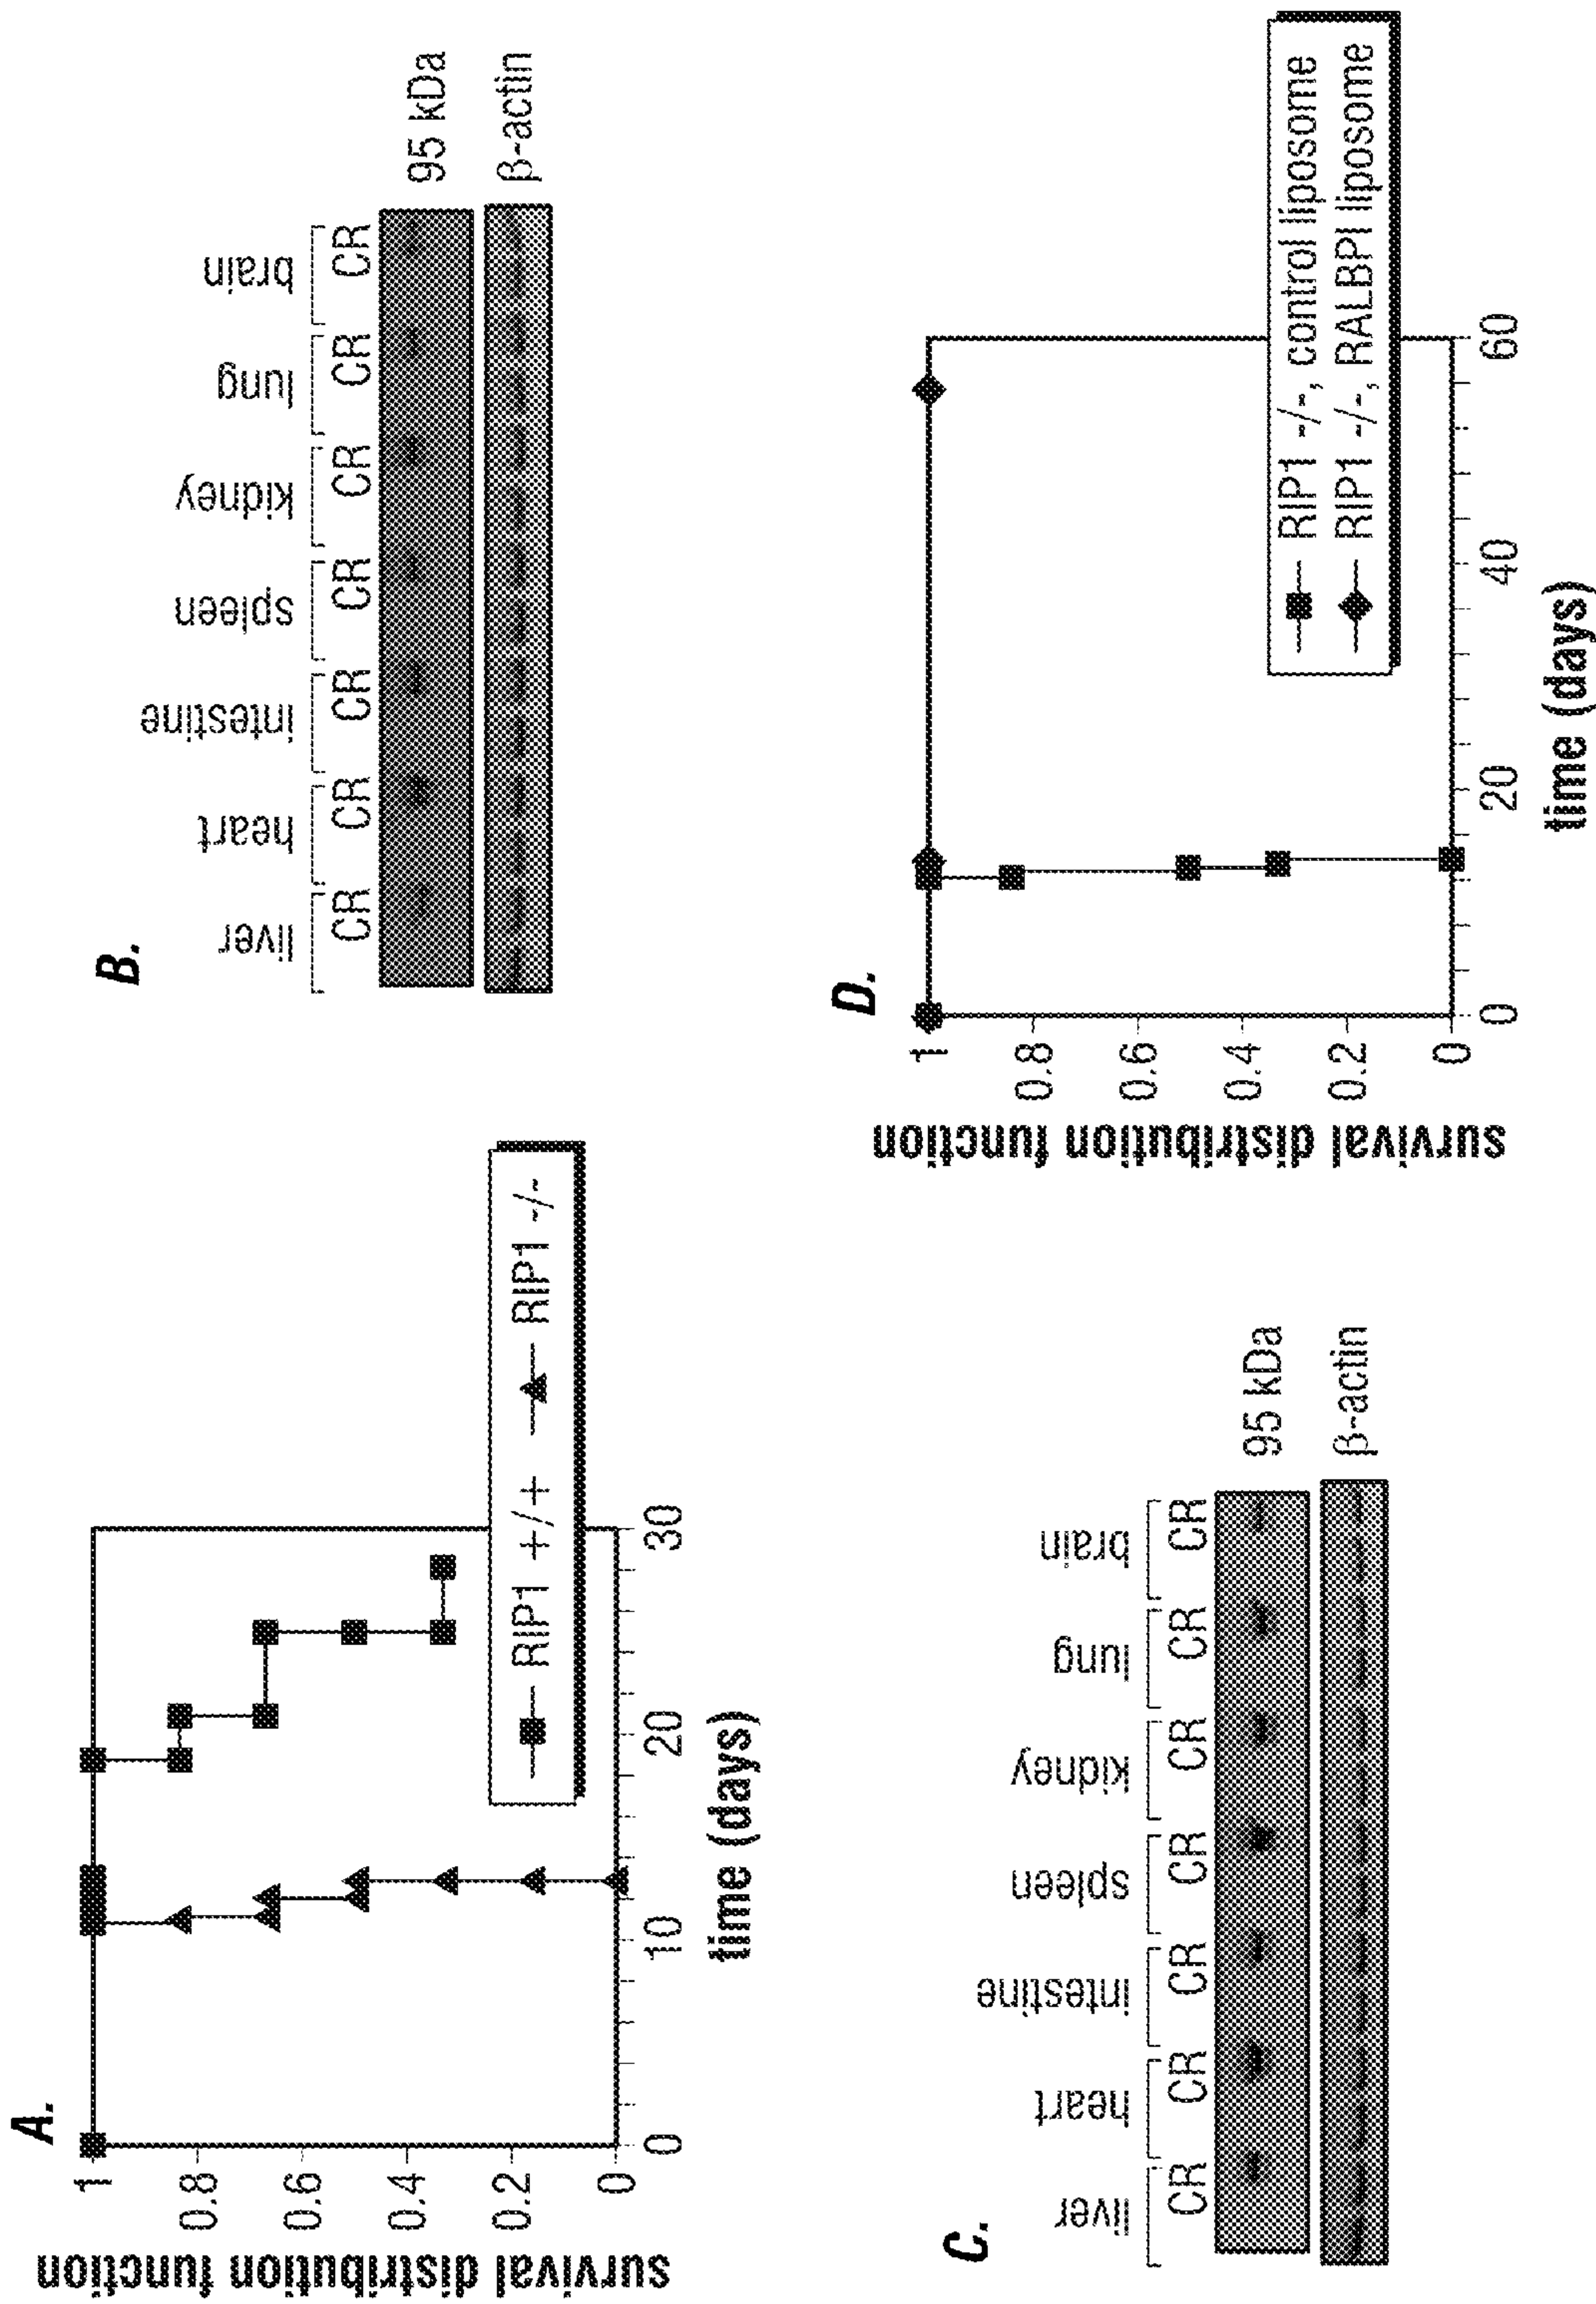 A.
survival distribution function
1
0.8
0.6
0.4
0.2
0
0 10 20 30
time (days)
RIP1 +/+ RIP1 -/-
B.
liver heart intestine spleen kidney lung brain
CR CR CR CR CR CR CR
95 kDa
β-actin
C.
liver heart intestine spleen kidney lung brain
CR CR CR CR CR CR CR
95 kDa
β-actin
D.
survival distribution function
1
0.8
0.6
0.4
0.2
0
0 20 40 60
time (days)
RIP1 -/-, control liposome
RIP1 -/-, RALBPI liposome